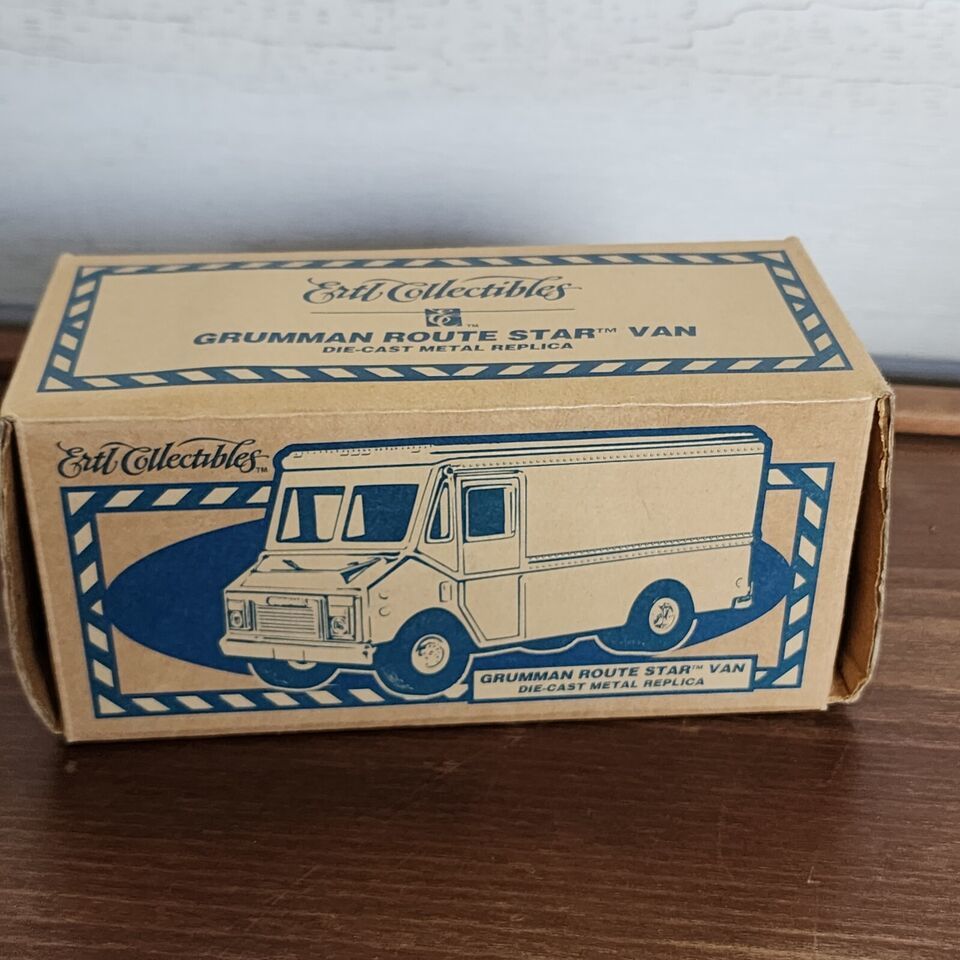 Ertl Collectibles
TM
GRUMMAN ROUTE STAR™ VAN
DIE-CAST METAL REPLICA
Ertl Collectibles™
GRUMMAN ROUTE STAR™ VAN
DIE-CAST METAL REPLICA